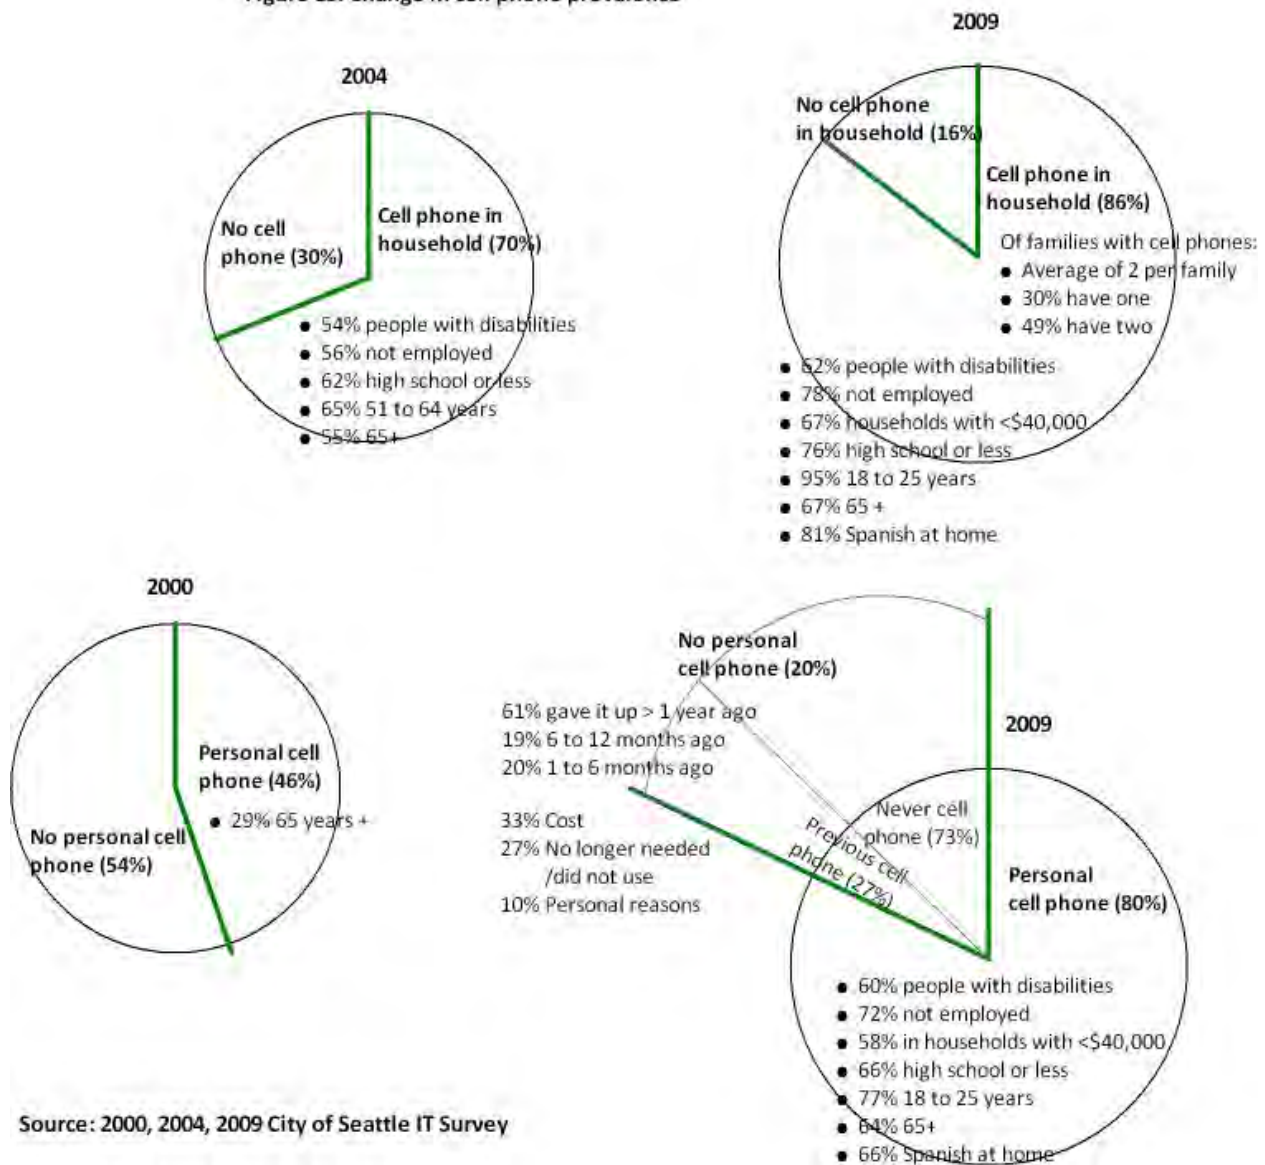 2004
No cell
phone (30%)
Cell phone in
household (70%)
● 54% people with disabilities
● 56% not employed
● 62% high school or less
● 65% 51 to 64 years
● 55% 65+
2009
No cell phone
in household (16%)
Cell phone in
household (86%)
Of families with cell phones:
● Average of 2 per family
● 30% have one
● 49% have two
● 62% people with disabilities
● 78% not employed
● 67% households with <$40,000
● 76% high school or less
● 95% 18 to 25 years
● 67% 65 +
● 81% Spanish at home
2000
Personal cell
phone (46%)
● 29% 65 years +
No personal cell
phone (54%)
No personal
cell phone (20%)
61% gave it up > 1 year ago
19% 6 to 12 months ago
20% 1 to 6 months ago
33% Cost
27% No longer needed
/did not use
10% Personal reasons
2009
Never cell
phone (73%)
Previous cell
phone (27%)
Personal
cell phone (80%)
● 60% people with disabilities
● 72% not employed
● 58% in households with <$40,000
● 66% high school or less
● 77% 18 to 25 years
● 64% 65+
● 66% Spanish at home
Source: 2000, 2004, 2009 City of Seattle IT Survey